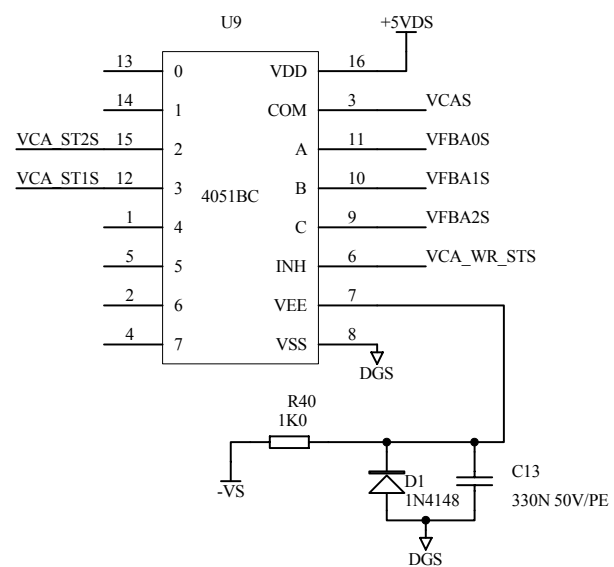 U9
+5VDS
13 0 VDD 16
14 1 COM 3 VCAS
VCA_ST2S 15 2 A 11 VFBA0S
VCA_ST1S 12 3 B 10 VFBA1S
4051BC
1 4 C 9 VFBA2S
5 5 INH 6 VCA_WR_STS
2 6 VEE 7
4 7 VSS 8
DGS
R40
1K0
-VS
D1
1N4148
C13
330N 50V/PE
DGS